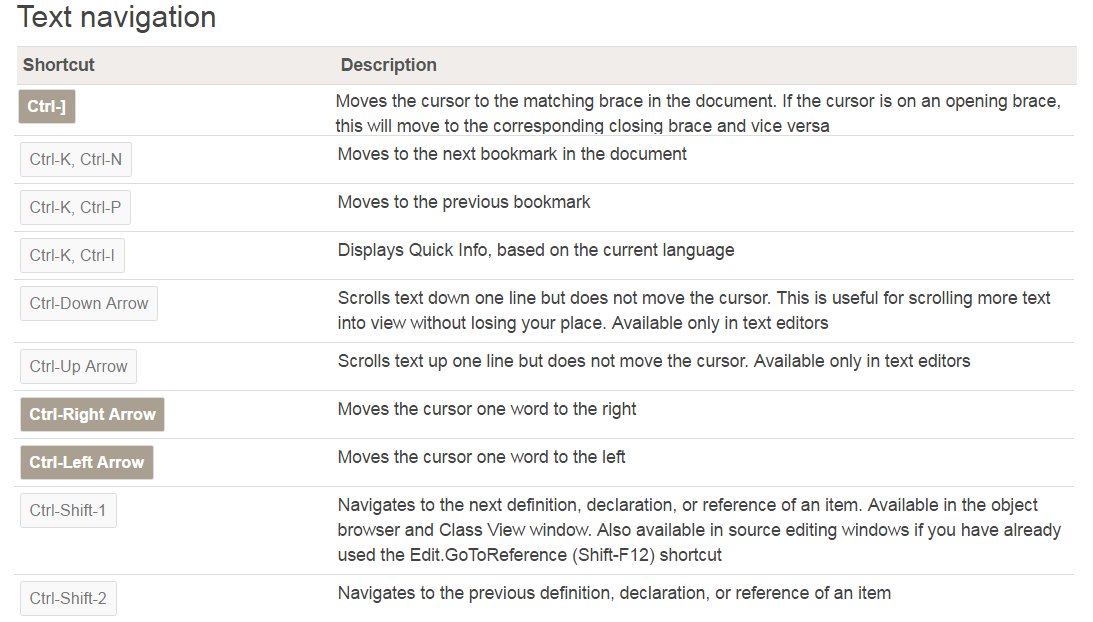 Text navigation
Shortcut Description
Ctrl-] Moves the cursor to the matching brace in the document. If the cursor is on an opening brace,
this will move to the corresponding closing brace and vice versa
Ctrl-K, Ctrl-N Moves to the next bookmark in the document
Ctrl-K, Ctrl-P Moves to the previous bookmark
Ctrl-K, Ctrl-I Displays Quick Info, based on the current language
Ctrl-Down Arrow Scrolls text down one line but does not move the cursor. This is useful for scrolling more text
into view without losing your place. Available only in text editors
Ctrl-Up Arrow Scrolls text up one line but does not move the cursor. Available only in text editors
Ctrl-Right Arrow Moves the cursor one word to the right
Ctrl-Left Arrow Moves the cursor one word to the left
Ctrl-Shift-1 Navigates to the next definition, declaration, or reference of an item. Available in the object
browser and Class View window. Also available in source editing windows if you have already
used the Edit.GoToReference (Shift-F12) shortcut
Ctrl-Shift-2 Navigates to the previous definition, declaration, or reference of an item